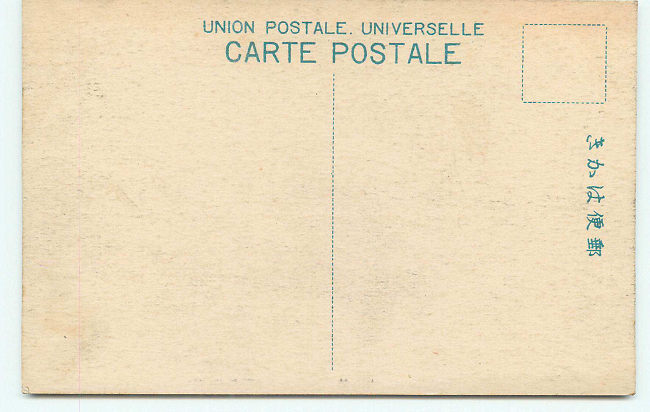 UNION POSTALE. UNIVERSELLE
CARTE POSTALE
郵便はかき